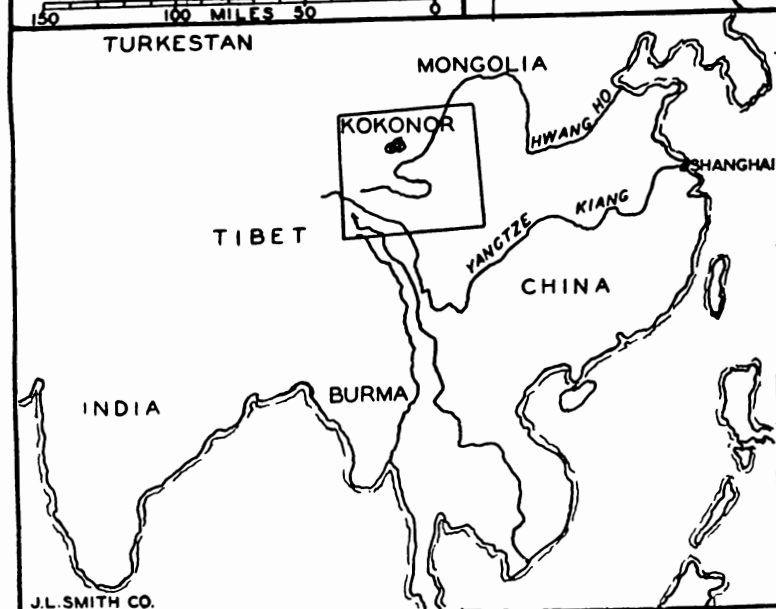 150 100 MILES 50 0
TURKESTAN
MONGOLIA
KOKONOR
HWANG HO
SHANGHAI
TIBET
YANGTZE KIANG
CHINA
INDIA
BURMA
J.L.SMITH CO.